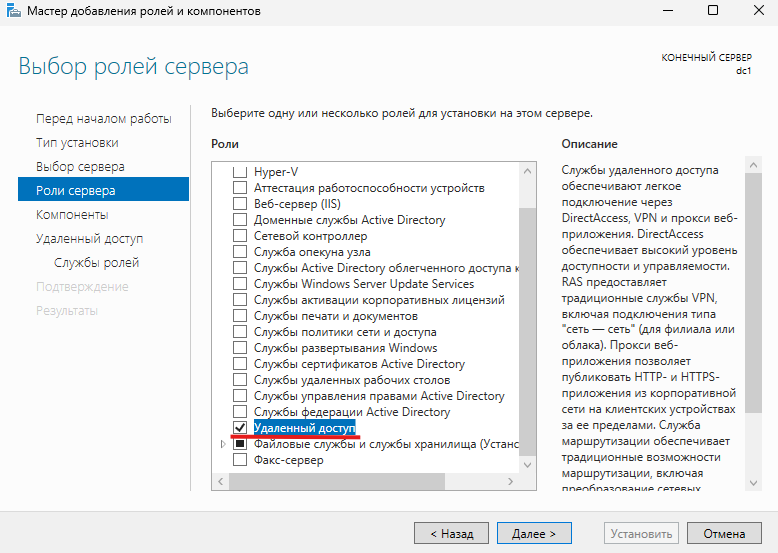 Мастер добавления ролей и компонентов
Выбор ролей сервера
КОНЕЧНЫЙ СЕРВЕР
dc1
Перед началом работы
Тип установки
Выбор сервера
Роли сервера
Компоненты
Удаленный доступ
Службы ролей
Подтверждение
Результаты
Выберите одну или несколько ролей для установки на этом сервере.
Роли
Hyper-V
Аттестация работоспособности устройств
Веб-сервер (IIS)
Доменные службы Active Directory
Сетевой контроллер
Служба опекуна узла
Службы Active Directory облегченного доступа к
Службы Windows Server Update Services
Службы активации корпоративных лицензий
Службы печати и документов
Службы политики сети и доступа
Службы развертывания Windows
Службы сертификатов Active Directory
Службы удаленных рабочих столов
Службы управления правами Active Directory
Службы федерации Active Directory
Удаленный доступ
Файловые службы и службы хранилища (Устан
Факс-сервер
Описание
Службы удаленного доступа
обеспечивают легкое
подключение через
DirectAccess, VPN и прокси веб-
приложения. DirectAccess
обеспечивает высокий уровень
доступности и управляемости.
RAS предоставляет
традиционные службы VPN,
включая подключения типа
"сеть — сеть" (для филиала или
облака). Прокси веб-
приложения позволяет
публиковать HTTP- и HTTPS-
приложения из корпоративной
сети на клиентских устройствах
за ее пределами. Служба
маршрутизации обеспечивает
традиционные возможности
маршрутизации, включая
преобразование сетевых
< Назад
Далее >
Установить
Отмена